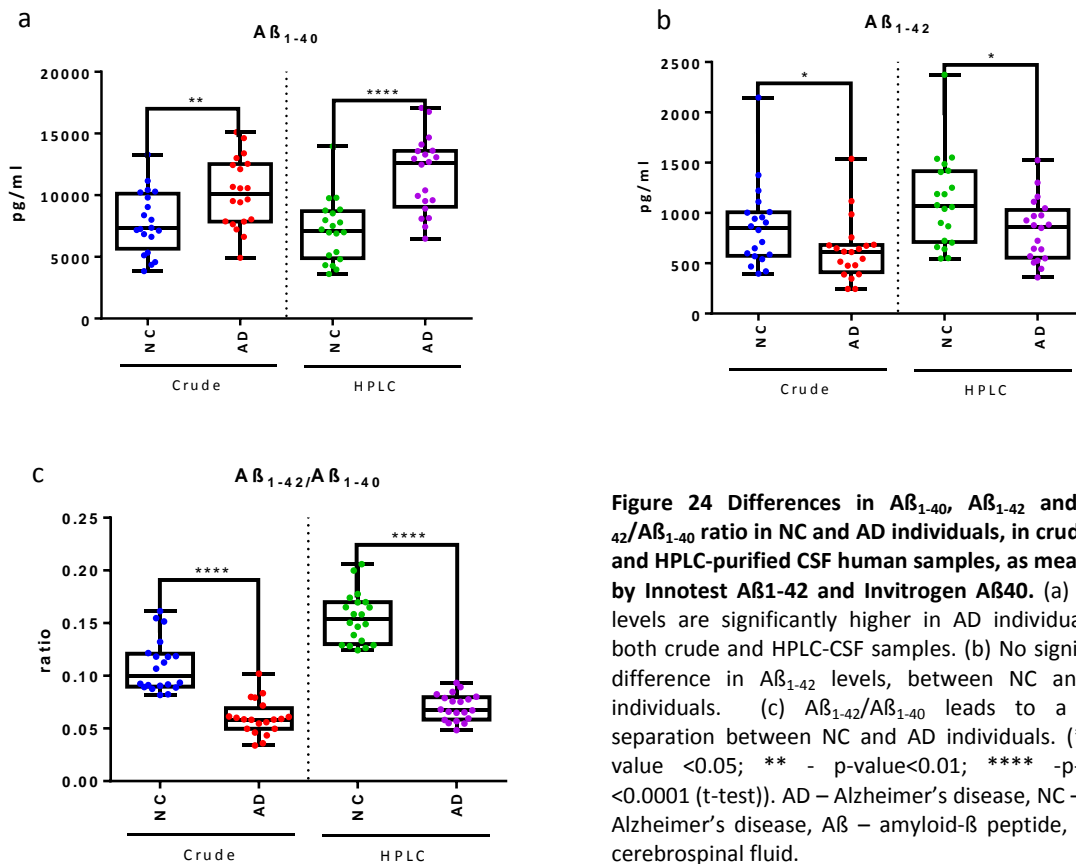 a
Aß1-40
20000
15000
10000
5000
0
pg/ml
**
****
NC
AD
NC
AD
Crude
HPLC
b
Aß1-42
2500
2000
1500
1000
500
0
pg/ml
*
*
NC
AD
NC
AD
Crude
HPLC
c
Aß1-42/Aß1-40
0.25
0.20
0.15
0.10
0.05
0.00
ratio
****
****
NC
AD
NC
AD
Crude
HPLC
Figure 24 Differences in Aß1-40, Aß1-42 and
42/Aß1-40 ratio in NC and AD individuals, in crud
and HPLC-purified CSF human samples, as mea
by Innotest Aß1-42 and Invitrogen Aß40. (a)
levels are significantly higher in AD individua
both crude and HPLC-CSF samples. (b) No signi
difference in Aß1-42 levels, between NC an
individuals. (c) Aß1-42/Aß1-40 leads to a
separation between NC and AD individuals. (
value <0.05; ** - p-value<0.01; **** -p-
<0.0001 (t-test)). AD – Alzheimer's disease, NC –
Alzheimer's disease, Aß – amyloid-ß peptide,
cerebrospinal fluid.